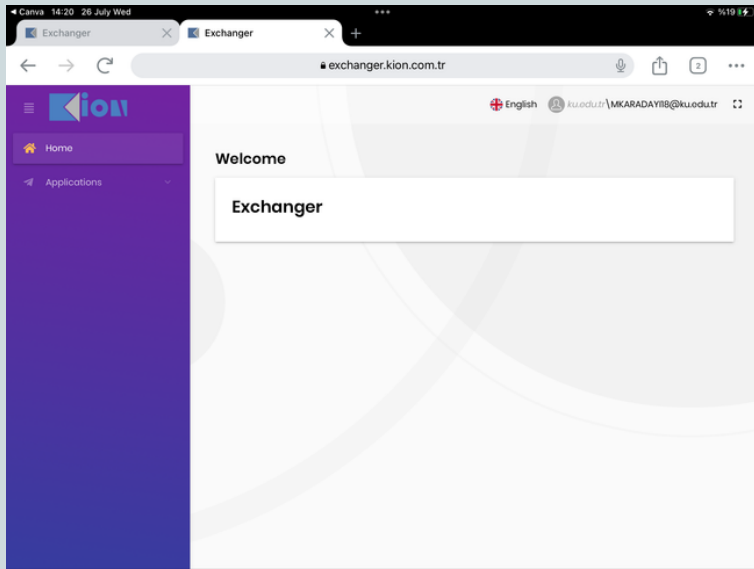 Canva 14:20 26 July Wed
%19
Exchanger
Exchanger
exchanger.kion.com.tr
2
Kion
English ku.edu.tr\MKARADAYI18@ku.edu.tr
Home
Applications
Welcome
Exchanger